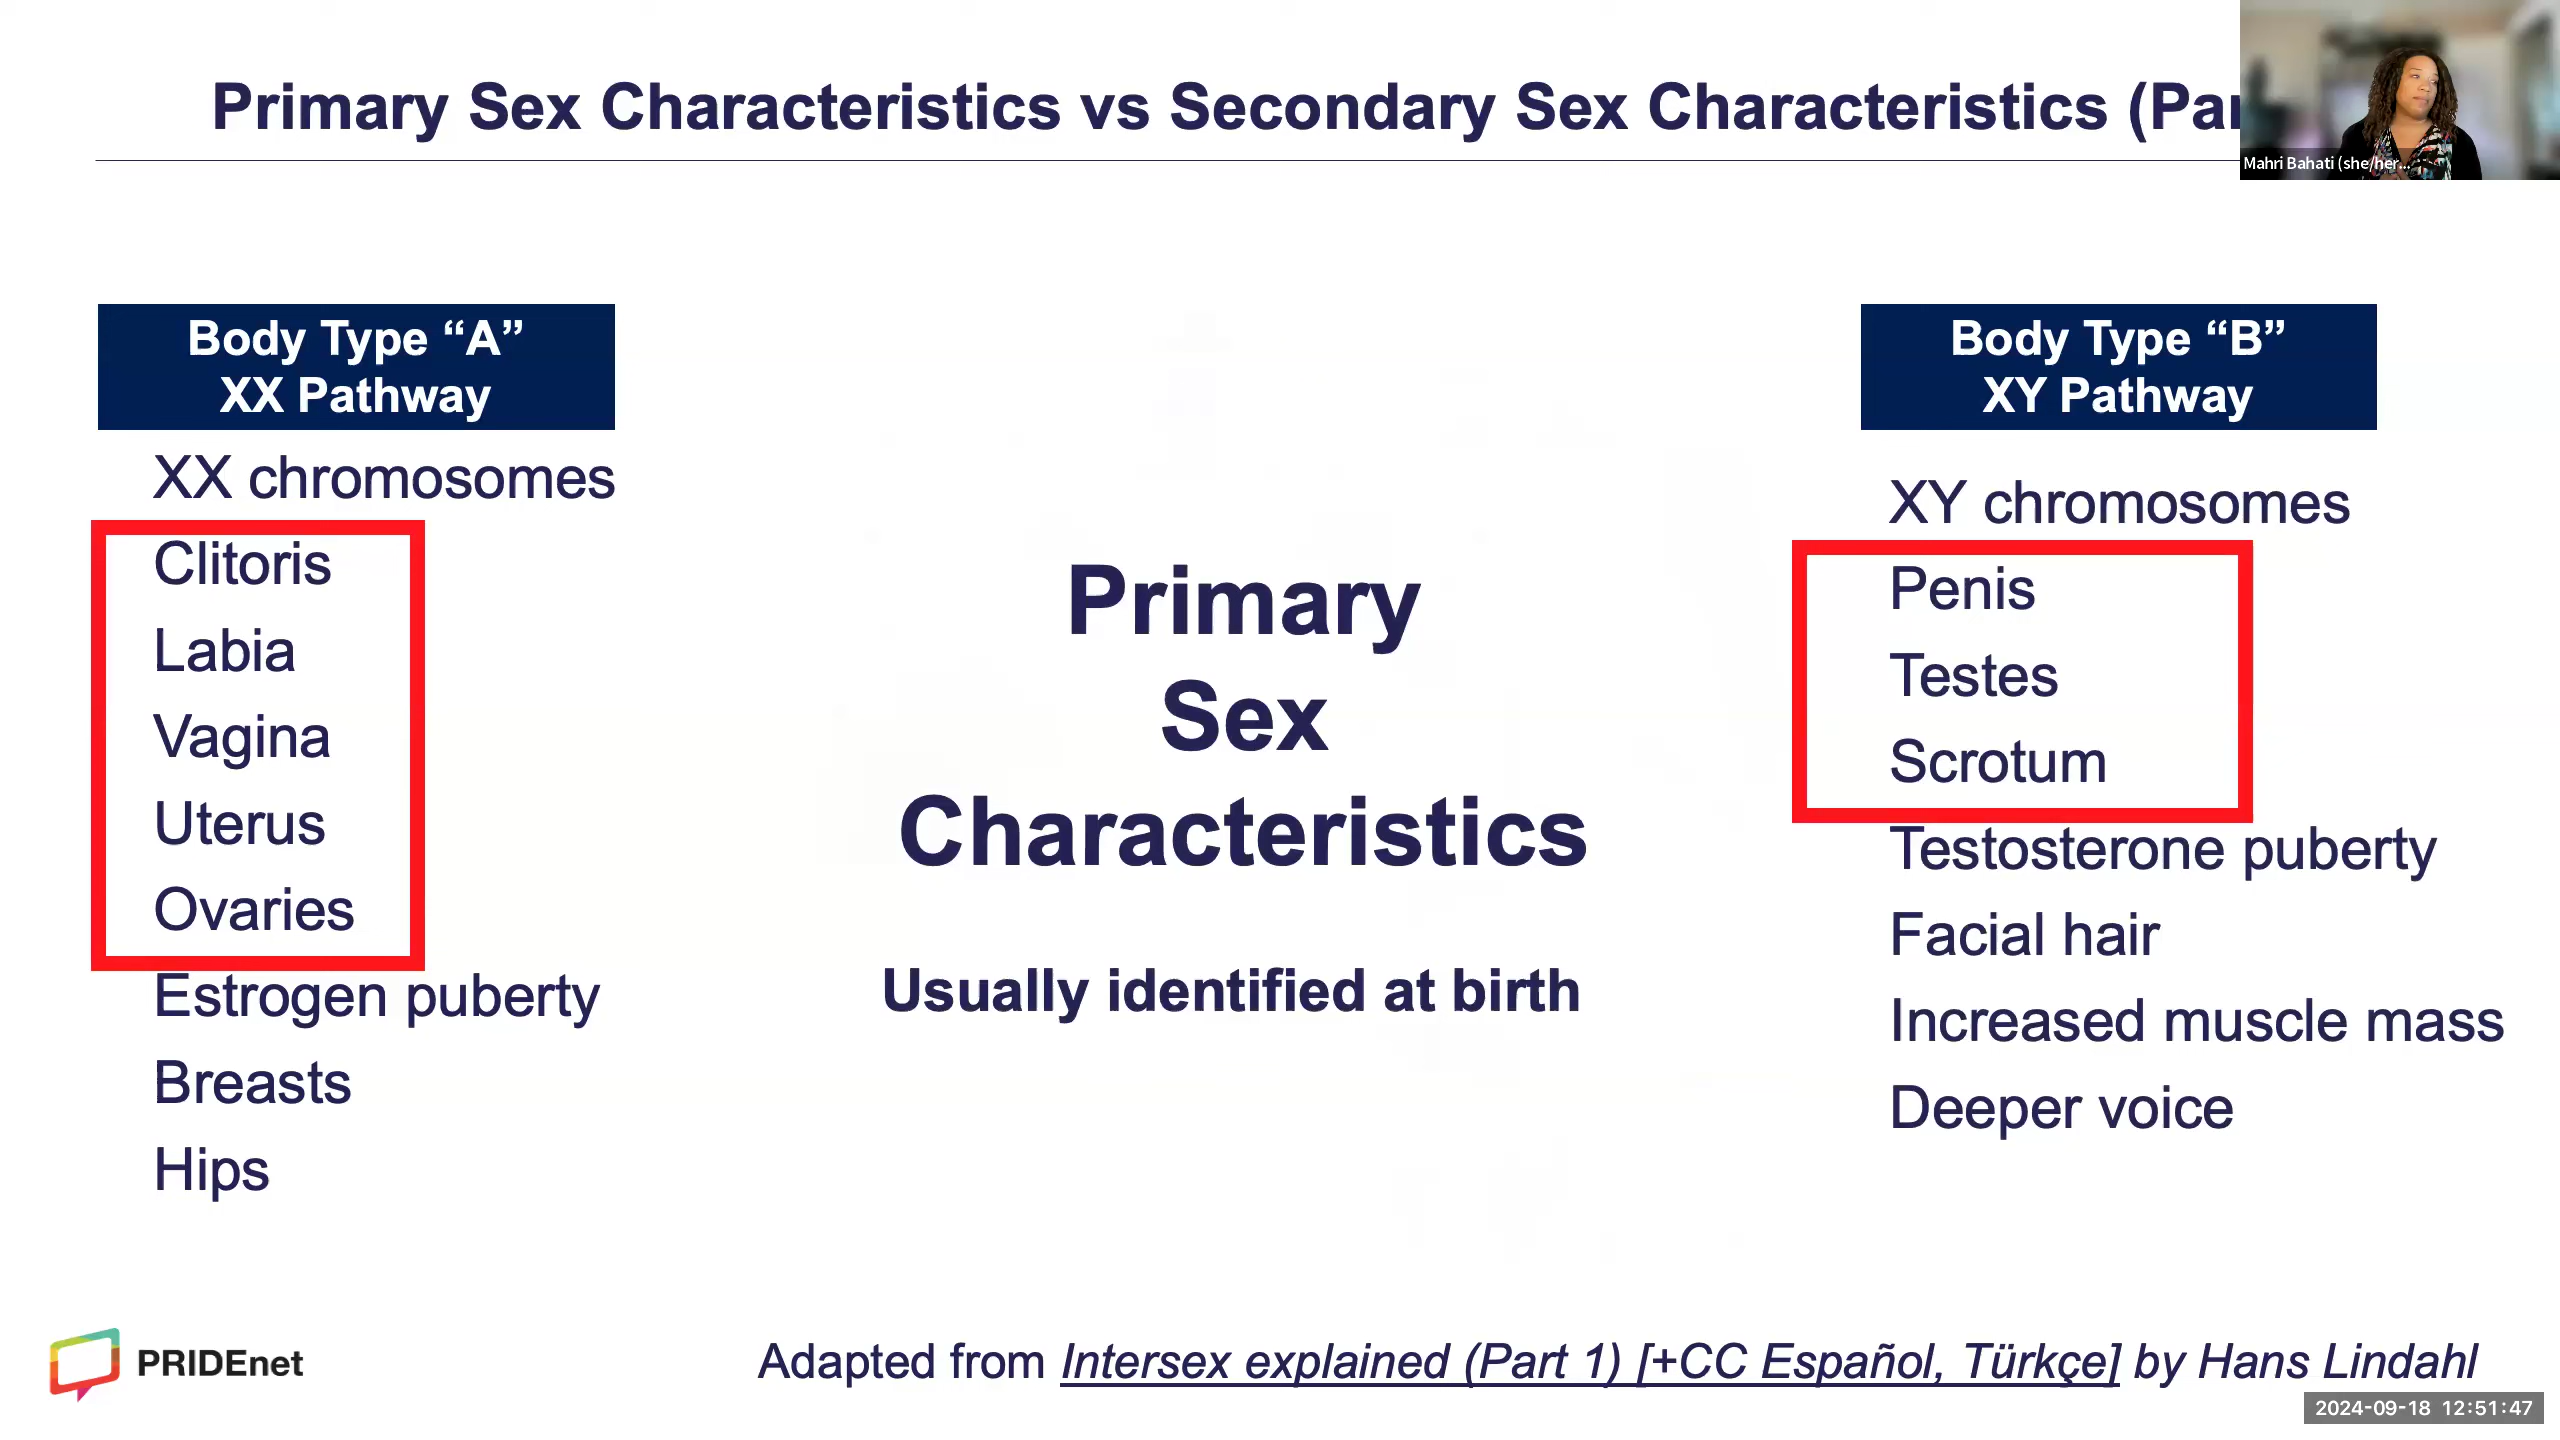 Primary Sex Characteristics vs Secondary Sex Characteristics
Mahri Bahati (she/her...
Body Type “A”
XX Pathway
XX chromosomes
Clitoris
Labia
Vagina
Uterus
Ovaries
Estrogen puberty
Breasts
Hips
Primary
Sex
Characteristics
Usually identified at birth
Body Type “B”
XY Pathway
XY chromosomes
Penis
Testes
Scrotum
Testosterone puberty
Facial hair
Increased muscle mass
Deeper voice
PRIDEnet
Adapted from Intersex explained (Part 1) [+CC Español, Türkçe] by Hans Lindahl
2024-09-18 12:51:47